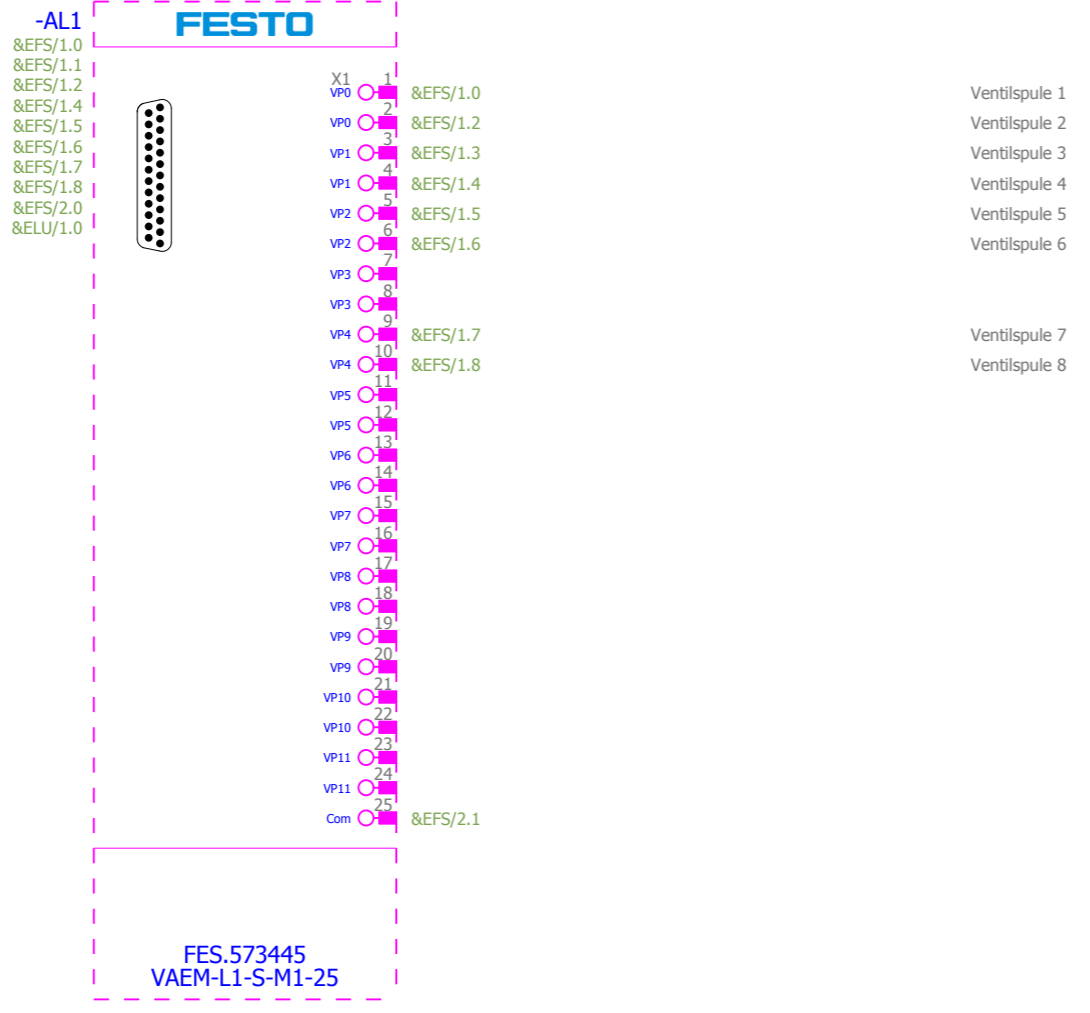 -AL1
FESTO
&EFS/1.0
&EFS/1.1
&EFS/1.2
&EFS/1.4
&EFS/1.5
&EFS/1.6
&EFS/1.7
&EFS/1.8
&EFS/2.0
&ELU/1.0
X1 1
VP0 &EFS/1.0 Ventilspule 1
2
VP0 &EFS/1.2 Ventilspule 2
3
VP1 &EFS/1.3 Ventilspule 3
4
VP1 &EFS/1.4 Ventilspule 4
5
VP2 &EFS/1.5 Ventilspule 5
6
VP2 &EFS/1.6 Ventilspule 6
7
VP3
8
VP3
9
VP4 &EFS/1.7 Ventilspule 7
10
VP4 &EFS/1.8 Ventilspule 8
11
VP5
12
VP5
13
VP6
14
VP6
15
VP7
16
VP7
17
VP8
18
VP8
19
VP9
20
VP9
21
VP10
22
VP10
23
VP11
24
VP11
25
Com &EFS/2.1
FES.573445
VAEM-L1-S-M1-25